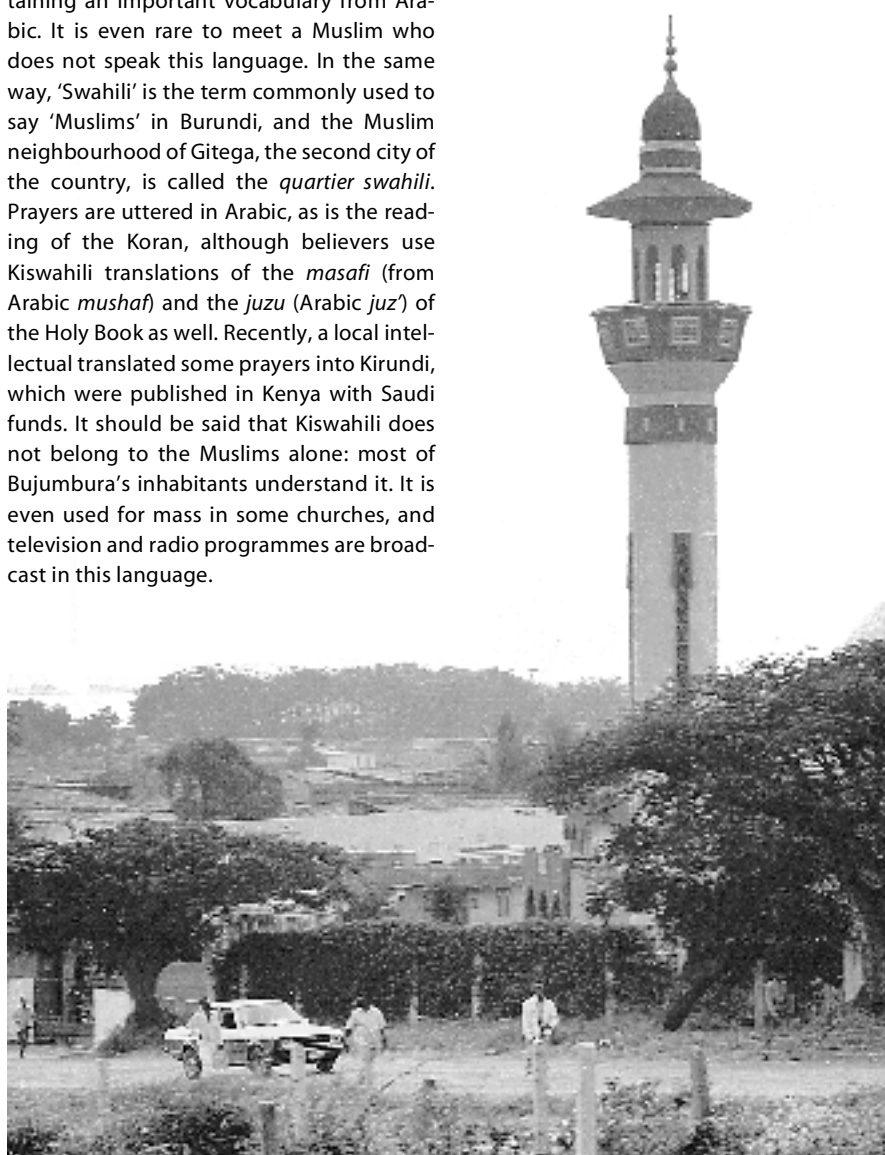 taining an important vocabulary from Ara-
bic. It is even rare to meet a Muslim who
does not speak this language. In the same
way, ‘Swahili’ is the term commonly used to
say ‘Muslims’ in Burundi, and the Muslim
neighbourhood of Gitega, the second city of
the country, is called the quartier swahili.
Prayers are uttered in Arabic, as is the read-
ing of the Koran, although believers use
Kiswahili translations of the masafi (from
Arabic mushaf) and the juzu (Arabic juz’) of
the Holy Book as well. Recently, a local intel-
lectual translated some prayers into Kirundi,
which were published in Kenya with Saudi
funds. It should be said that Kiswahili does
not belong to the Muslims alone: most of
Bujumbura’s inhabitants understand it. It is
even used for mass in some churches, and
television and radio programmes are broad-
cast in this language.